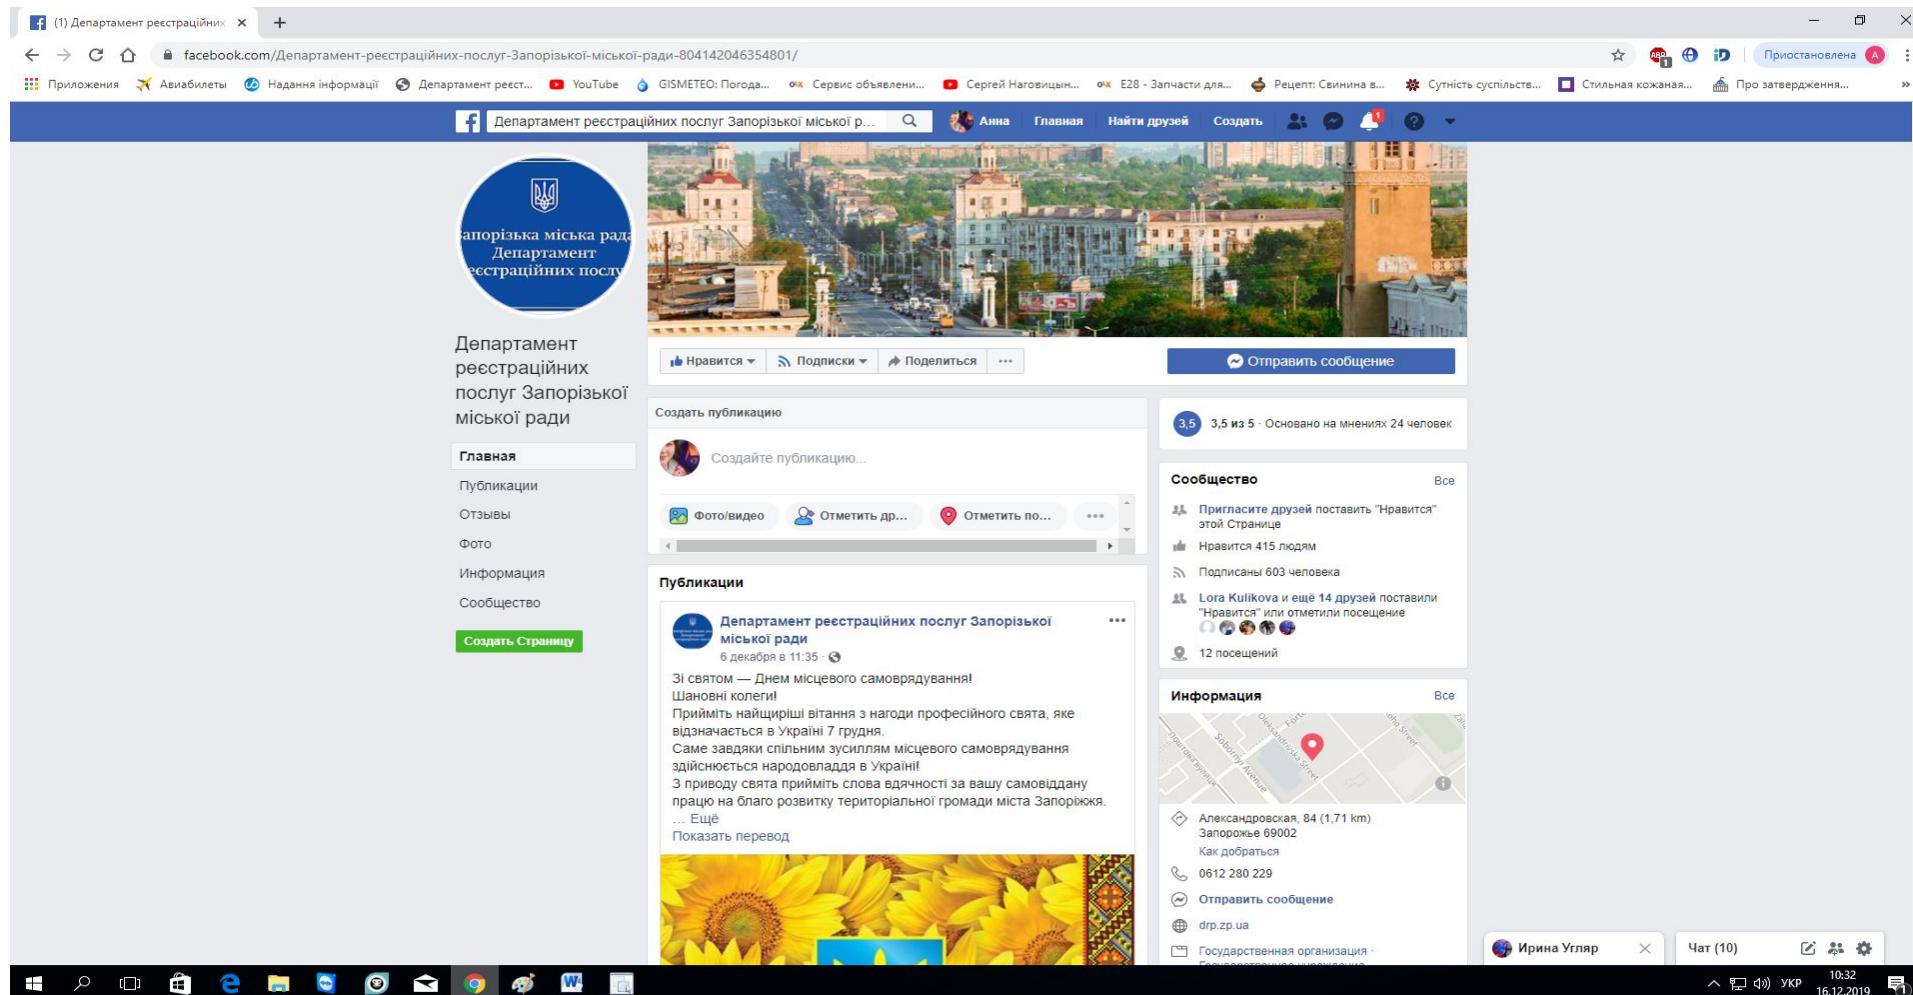 (1) Департамент реєстраційних
facebook.com/Департамент-реєстраційних-послуг-Запорізької-міської-ради-804142046354801/
ABP
1
Приостановлена
A
Приложения Авиабилеты Надання інформації Департамент реєст... YouTube GISMETEO: Погода... Сервис объявлени... Сергей Наговицын... E28 - Запчасти для... Рецепт: Свинина в... Сутність суспільств... Стильная кожаная... Про затвердження... »
Департамент реєстраційних послуг Запорізької міської р...
Анна Главная Найти друзей Создать 1
апорізька міська рада
Департамент
еєстраційних послу
Департамент
реєстраційних
послуг Запорізької
міської ради
Главная
Публикации
Отзывы
Фото
Информация
Сообщество
Создать Страницу
Нравится Подписки Поделиться ...
Отправить сообщение
Создать публикацию
Создайте публикацию...
Фото/видео Отметить др... Отметить по... ...
Публикации
Департамент реєстраційних послуг Запорізької
міської ради
6 декабря в 11:35 ·
Зі святом — Днем місцевого самоврядування!
Шановні колеги!
Прийміть найщиріші вітання з нагоди професійного свята, яке
відзначається в Україні 7 грудня.
Саме завдяки спільним зусиллям місцевого самоврядування
здійснюється народовладдя в Україні!
З приводу свята прийміть слова вдячності за вашу самовіддану
працю на благо розвитку територіальної громади міста Запоріжжя.
... Ещё
Показать перевод
3,5 3,5 из 5 · Основано на мнениях 24 человек
Сообщество Все
Пригласите друзей поставить "Нравится"
этой Странице
Нравится 415 людям
Подписаны 603 человека
Lora Kulikova и ещё 14 друзей поставили
"Нравится" или отметили посещение
12 посещений
Информация Все
Sobornyi Avenue
Oleksandrivska Street
Александровская, 84 (1,71 km)
Запорожье 69002
Как добраться
0612 280 229
Отправить сообщение
drp.zp.ua
Государственная организация ·
Ирина Угляр
Чат (10)
УКР
10:32
16.12.2019
1